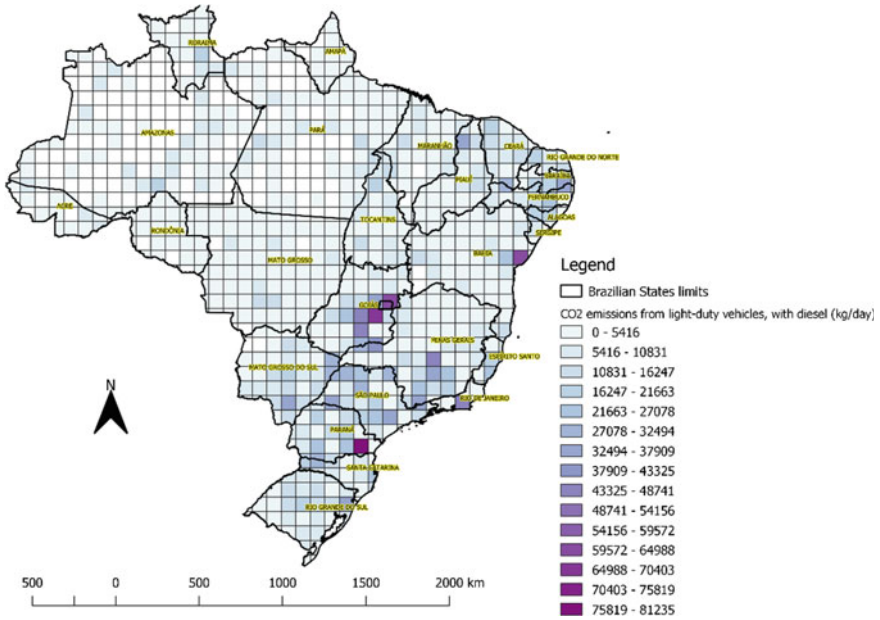 RORAIMA
AMAPÁ
AMAZONAS
PARÁ
MARANHÃO
CEARÁ
RIO GRANDE DO NORTE
PARAÍBA
PIAUÍ
PERNAMBUCO
ACRE
TOCANTINS
ALAGOAS
RONDÔNIA
SERGIPE
MATO GROSSO
BAHIA
GOIÁS
MINAS GERAIS
ESPÍRITO SANTO
MATO GROSSO DO SUL
SÃO PAULO
RIO DE JANEIRO
PARANÁ
SANTA CATARINA
RIO GRANDE DO SUL
N
500 0 500 1000 1500 2000 km
Legend
Brazilian States limits
CO2 emissions from light-duty vehicles, with diesel (kg/day)
0 - 5416
5416 - 10831
10831 - 16247
16247 - 21663
21663 - 27078
27078 - 32494
32494 - 37909
37909 - 43325
43325 - 48741
48741 - 54156
54156 - 59572
59572 - 64988
64988 - 70403
70403 - 75819
75819 - 81235